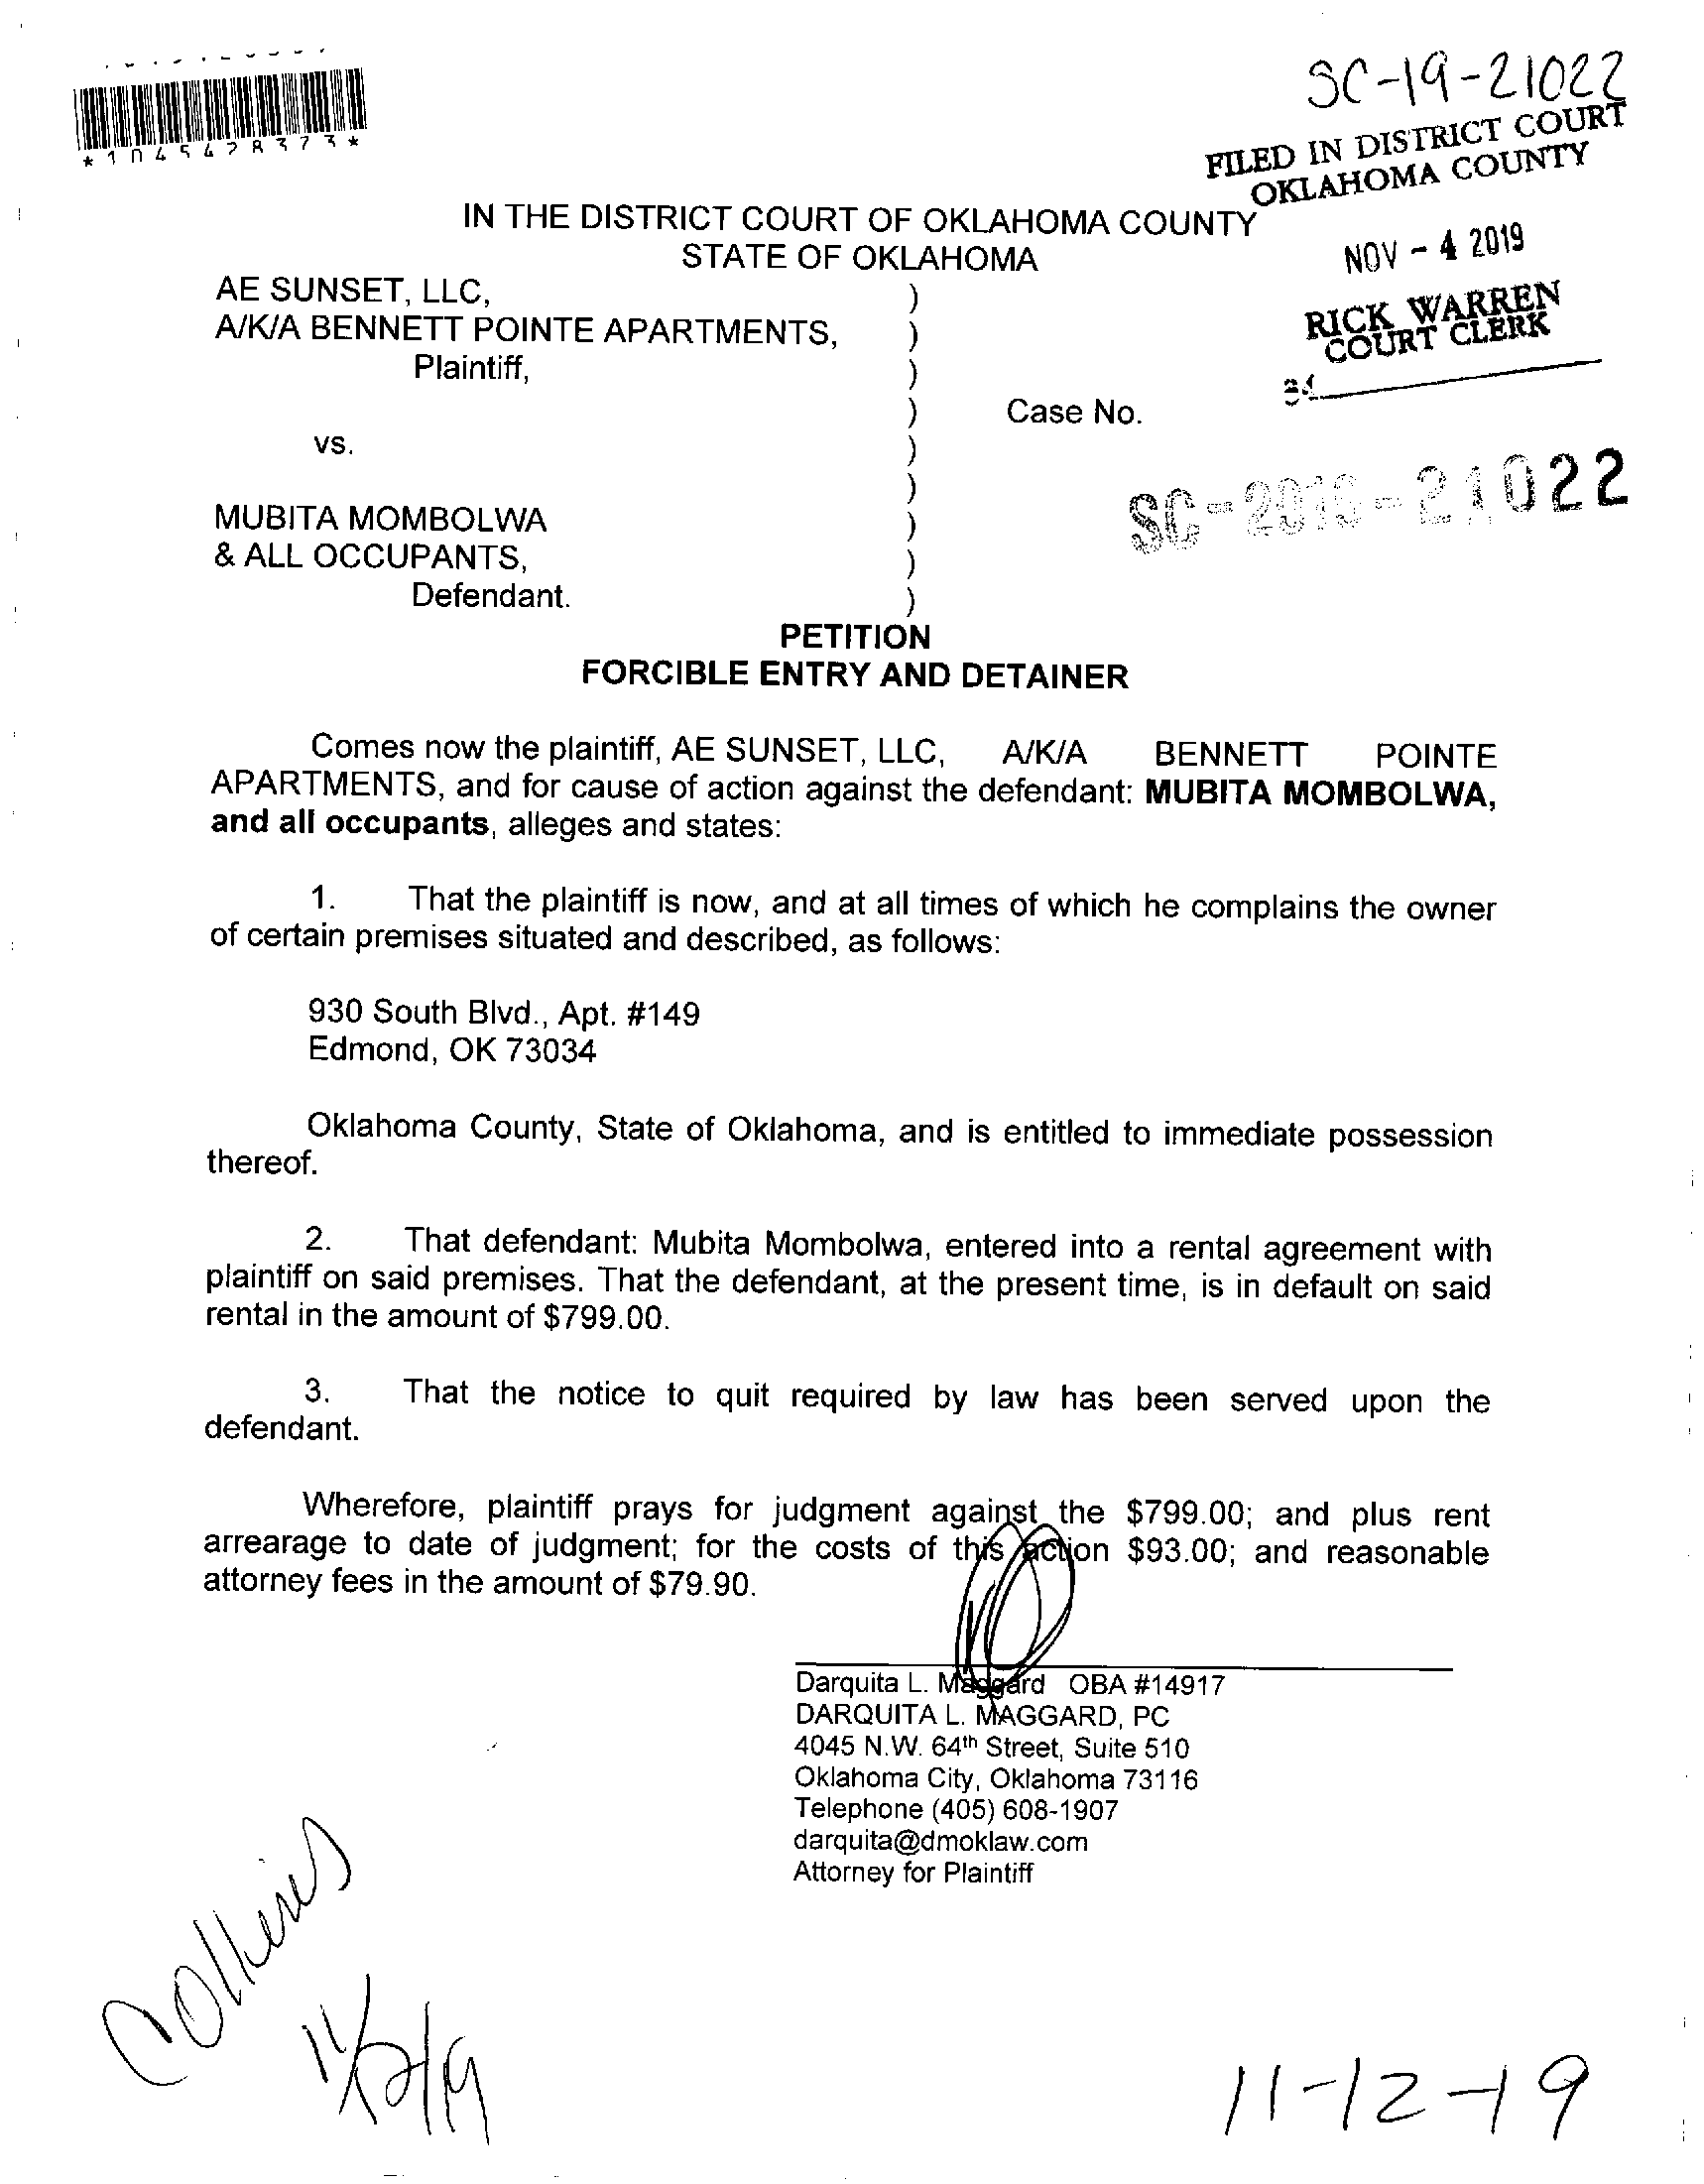 SC-19-21022
FILED IN DISTRICT COURT
OKLAHOMA COUNTY
*1045428373*
IN THE DISTRICT COURT OF OKLAHOMA COUNTY
STATE OF OKLAHOMA
NOV - 4 2019
RICK WARREN
COURT CLERK
AE SUNSET, LLC, )
A/K/A BENNETT POINTE APARTMENTS, )
Plaintiff, )
) Case No.
vs. )
)
SC-2019-21022
MUBITA MOMBOLWA )
& ALL OCCUPANTS, )
Defendant. )
PETITION
FORCIBLE ENTRY AND DETAINER
Comes now the plaintiff, AE SUNSET, LLC, A/K/A BENNETT POINTE
APARTMENTS, and for cause of action against the defendant: MUBITA MOMBOLWA,
and all occupants, alleges and states:
1. That the plaintiff is now, and at all times of which he complains the owner
of certain premises situated and described, as follows:
930 South Blvd., Apt. #149
Edmond, OK 73034
Oklahoma County, State of Oklahoma, and is entitled to immediate possession
thereof.
2. That defendant: Mubita Mombolwa, entered into a rental agreement with
plaintiff on said premises. That the defendant, at the present time, is in default on said
rental in the amount of $799.00.
3. That the notice to quit required by law has been served upon the
defendant.
Wherefore, plaintiff prays for judgment against the $799.00; and plus rent
arrearage to date of judgment; for the costs of this action $93.00; and reasonable
attorney fees in the amount of $79.90.
Darquita L. Maggard OBA #14917
DARQUITA L. MAGGARD, PC
4045 N.W. 64th Street, Suite 510
Oklahoma City, Oklahoma 73116
Telephone (405) 608-1907
darquita@dmoklaw.com
Attorney for Plaintiff
Collins
11/12/19
11-12-19